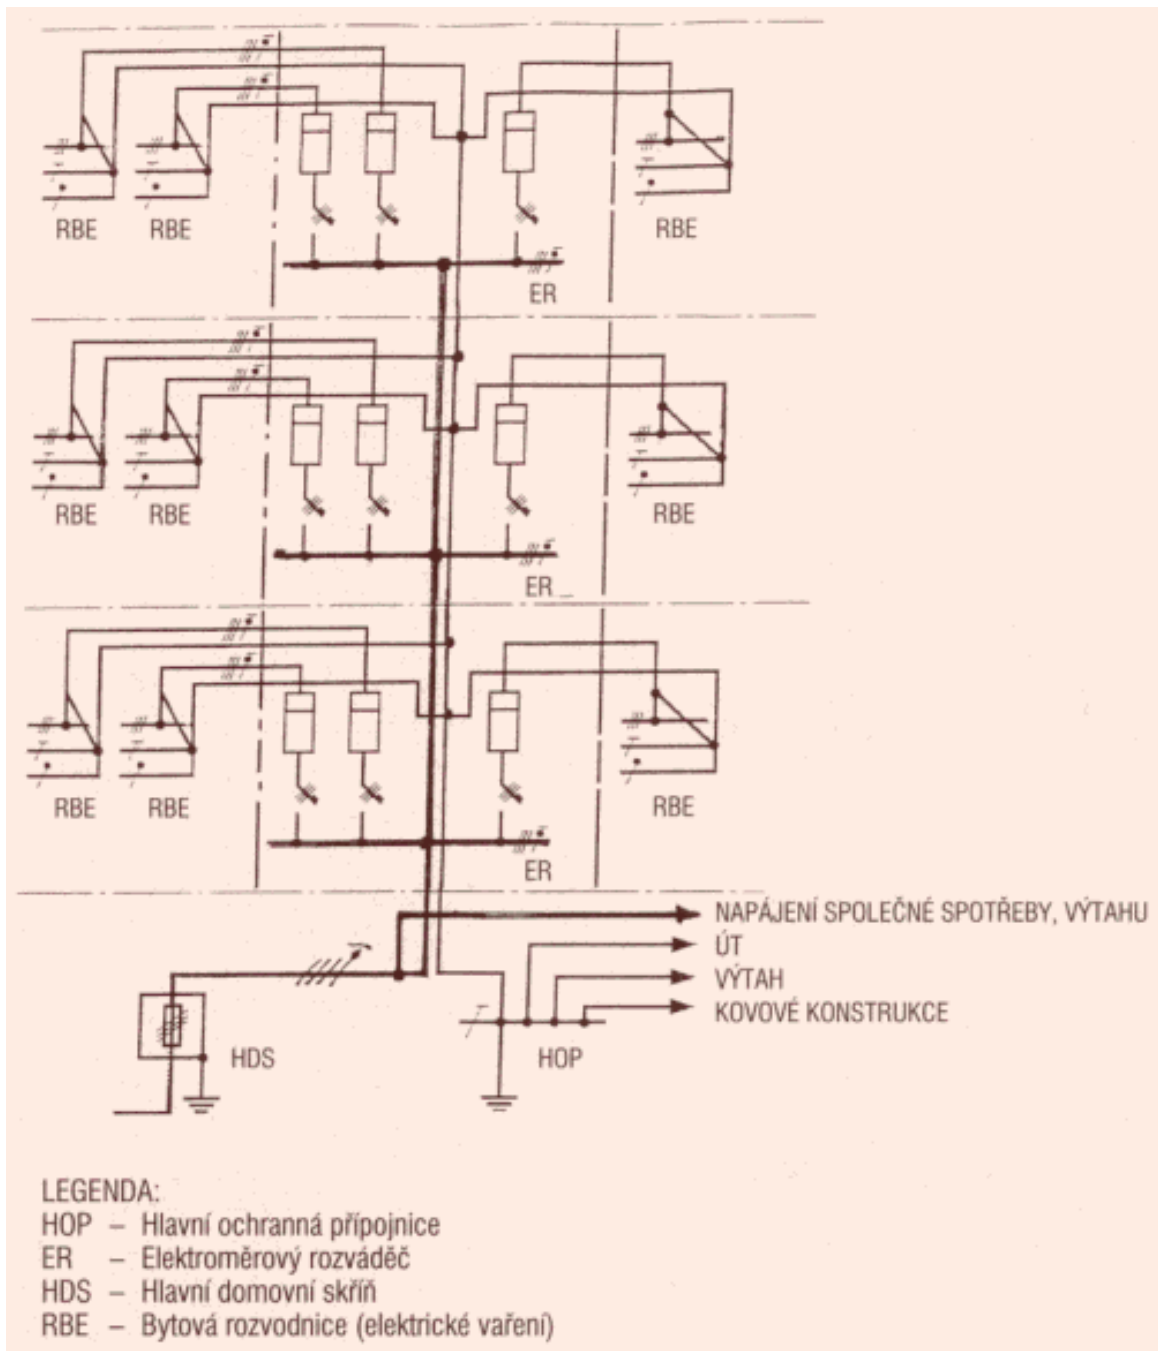 RBE RBE RBE
ER
RBE RBE RBE
ER
RBE RBE RBE
ER
NAPÁJENÍ SPOLEČNÉ SPOTŘEBY, VÝTAHU
ÚT
VÝTAH
KOVOVÉ KONSTRUKCE
HDS HOP
LEGENDA:
HOP – Hlavní ochranná přípojnice
ER – Elektroměrový rozváděč
HDS – Hlavní domovní skříň
RBE – Bytová rozvodnice (elektrické vaření)